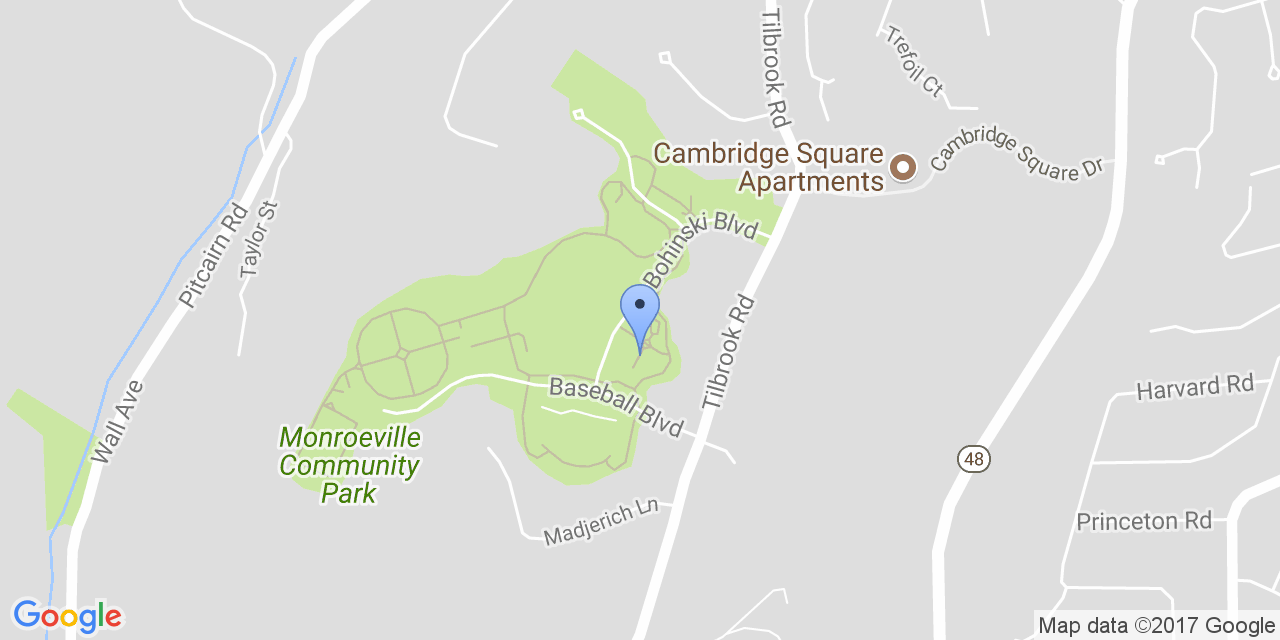 Tilbrook Rd
Trefoil Ct
Cambridge Square
Apartments
Cambridge Square Dr
Pitcairn Rd
Taylor St
Bohinski Blvd
Tilbrook Rd
Wall Ave
Baseball Blvd
Harvard Rd
Monroeville
Community
Park
48
Madjerich Ln
Princeton Rd
Google
Map data ©2017 Google